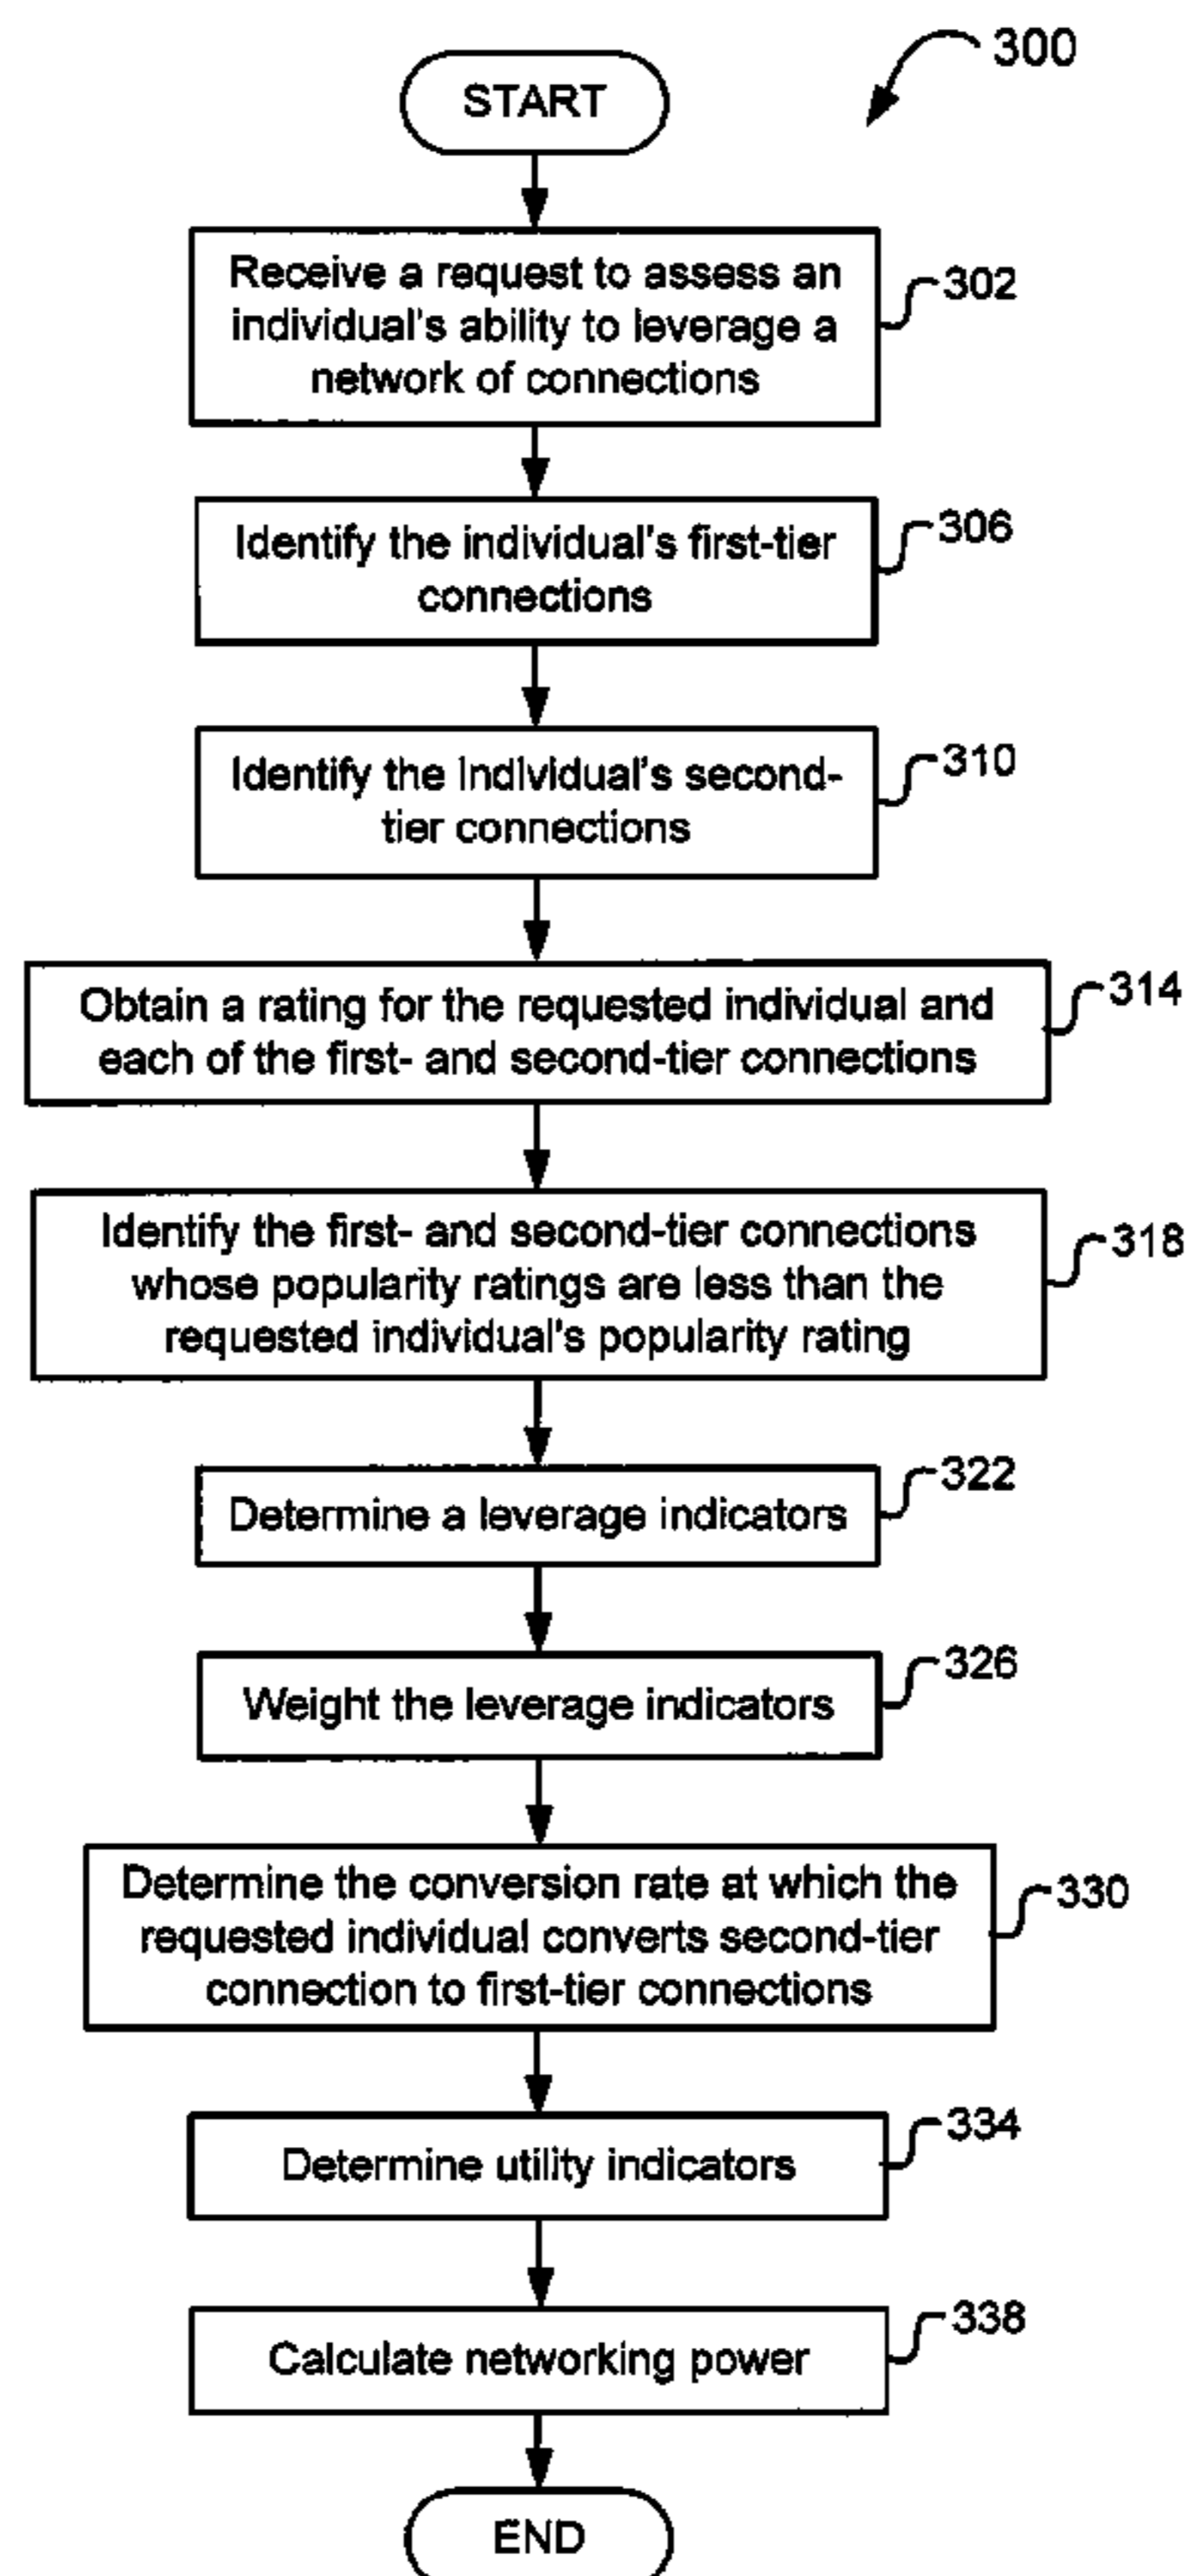 300
START
Receive a request to assess an
individual's ability to leverage a
network of connections
302
Identify the individual's first-tier
connections
306
Identify the individual's second-
tier connections
310
Obtain a rating for the requested individual and
each of the first- and second-tier connections
314
Identify the first- and second-tier connections
whose popularity ratings are less than the
requested individual's popularity rating
318
Determine a leverage indicators
322
Weight the leverage indicators
326
Determine the conversion rate at which the
requested individual converts second-tier
connection to first-tier connections
330
Determine utility indicators
334
Calculate networking power
338
END